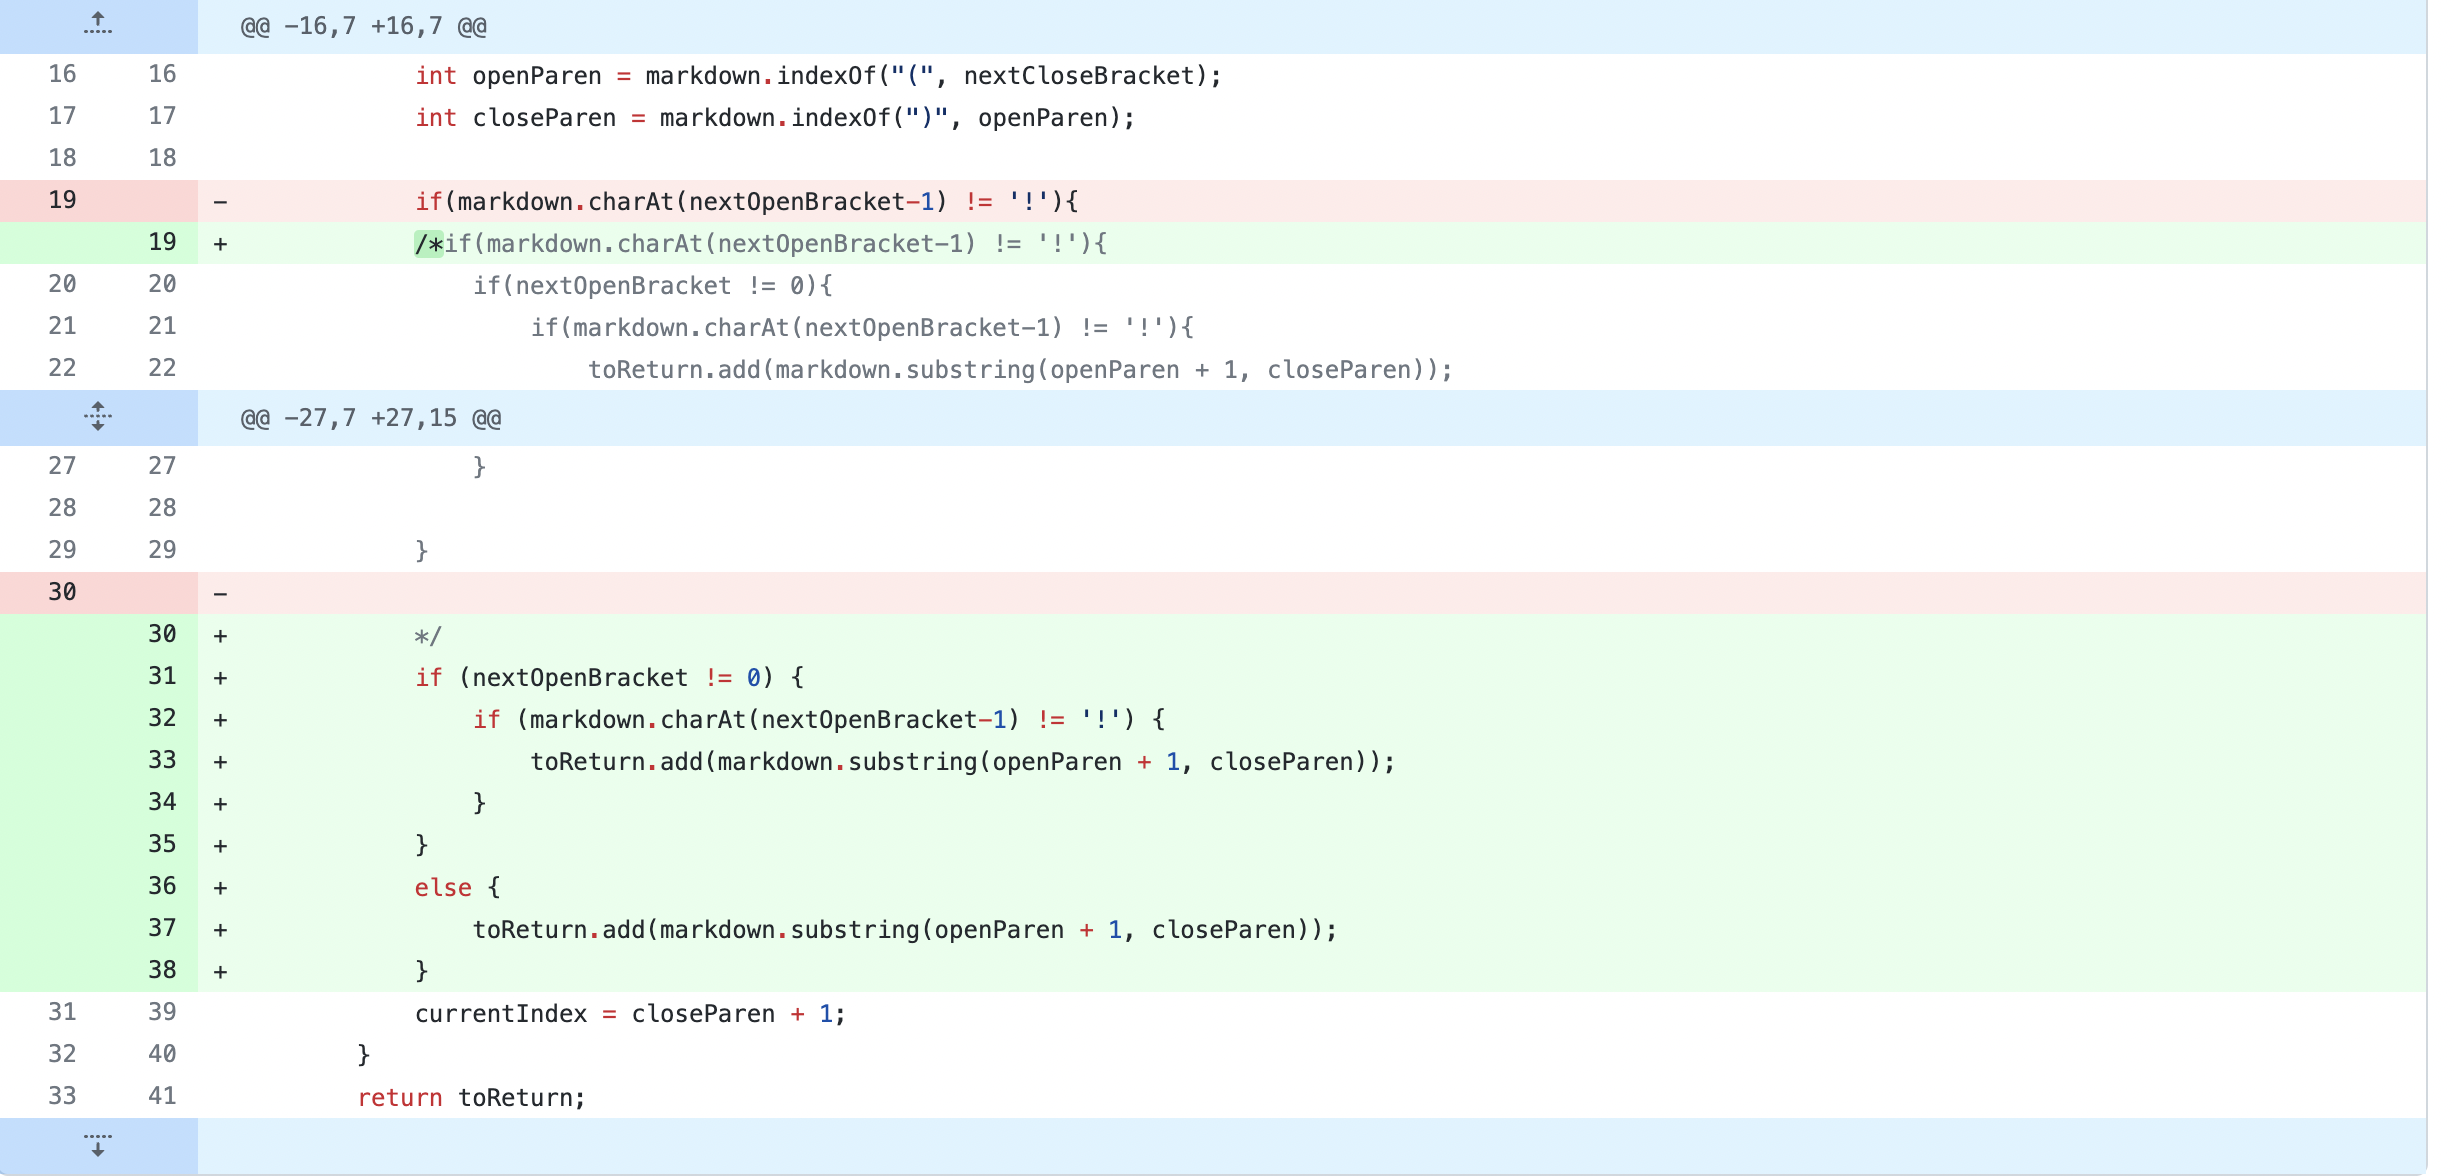 @@ -16,7 +16,7 @@
16 16 int openParen = markdown.indexOf("(", nextCloseBracket);
17 17 int closeParen = markdown.indexOf(")", openParen);
18 18
19 - if(markdown.charAt(nextOpenBracket-1) != '!'){
19 + /*if(markdown.charAt(nextOpenBracket-1) != '!'){
20 20 if(nextOpenBracket != 0){
21 21 if(markdown.charAt(nextOpenBracket-1) != '!'){
22 22 toReturn.add(markdown.substring(openParen + 1, closeParen));
@@ -27,7 +27,15 @@
27 27 }
28 28
29 29 }
30 -
30 + */
31 + if (nextOpenBracket != 0) {
32 + if (markdown.charAt(nextOpenBracket-1) != '!') {
33 + toReturn.add(markdown.substring(openParen + 1, closeParen));
34 + }
35 + }
36 + else {
37 + toReturn.add(markdown.substring(openParen + 1, closeParen));
38 + }
31 39 currentIndex = closeParen + 1;
32 40 }
33 41 return toReturn;